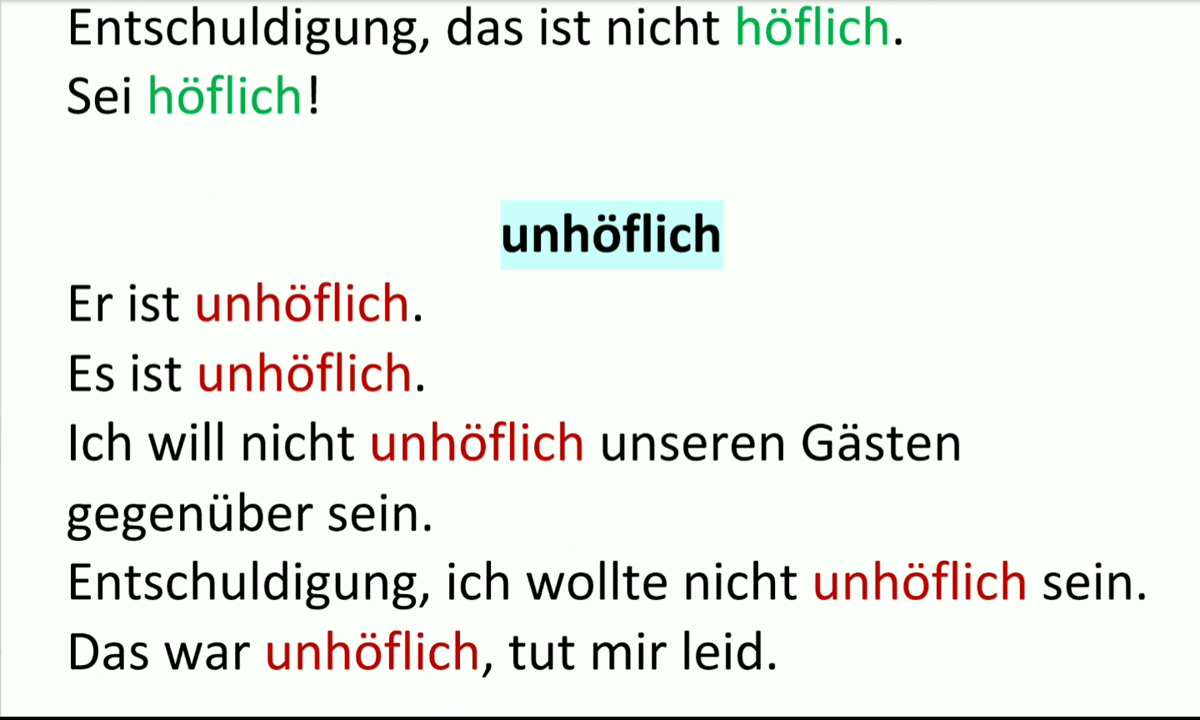 Entschuldigung, das ist nicht höflich.
Sei höflich!
unhöflich
Er ist unhöflich.
Es ist unhöflich.
Ich will nicht unhöflich unseren Gästen
gegenüber sein.
Entschuldigung, ich wollte nicht unhöflich sein.
Das war unhöflich, tut mir leid.